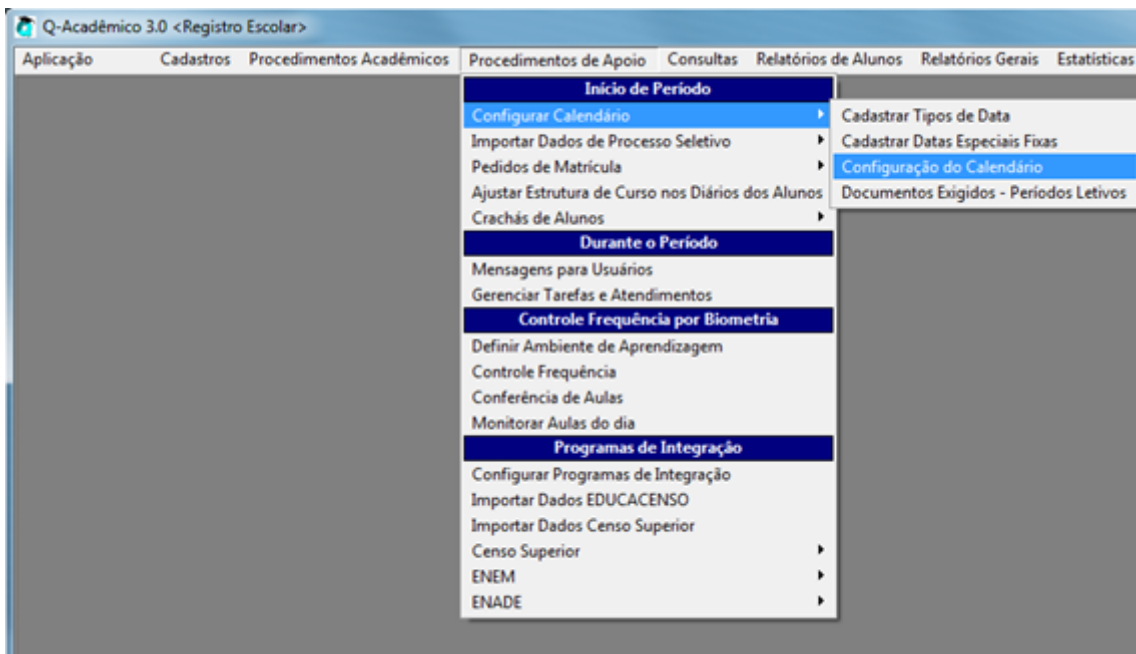 Q-Acadêmico 3.0 <Registro Escolar>
Aplicação Cadastros Procedimentos Acadêmicos Procedimentos de Apoio Consultas Relatórios de Alunos Relatórios Gerais Estatísticas
Início de Período
Configurar Calendário
Importar Dados de Processo Seletivo
Pedidos de Matrícula
Ajustar Estrutura de Curso nos Diários dos Alunos
Crachás de Alunos
Durante o Período
Mensagens para Usuários
Gerenciar Tarefas e Atendimentos
Controle Frequência por Biometria
Definir Ambiente de Aprendizagem
Controle Frequência
Conferência de Aulas
Monitorar Aulas do dia
Programas de Integração
Configurar Programas de Integração
Importar Dados EDUCACENSO
Importar Dados Censo Superior
Censo Superior
ENEM
ENADE
Cadastrar Tipos de Data
Cadastrar Datas Especiais Fixas
Configuração do Calendário
Documentos Exigidos - Períodos Letivos